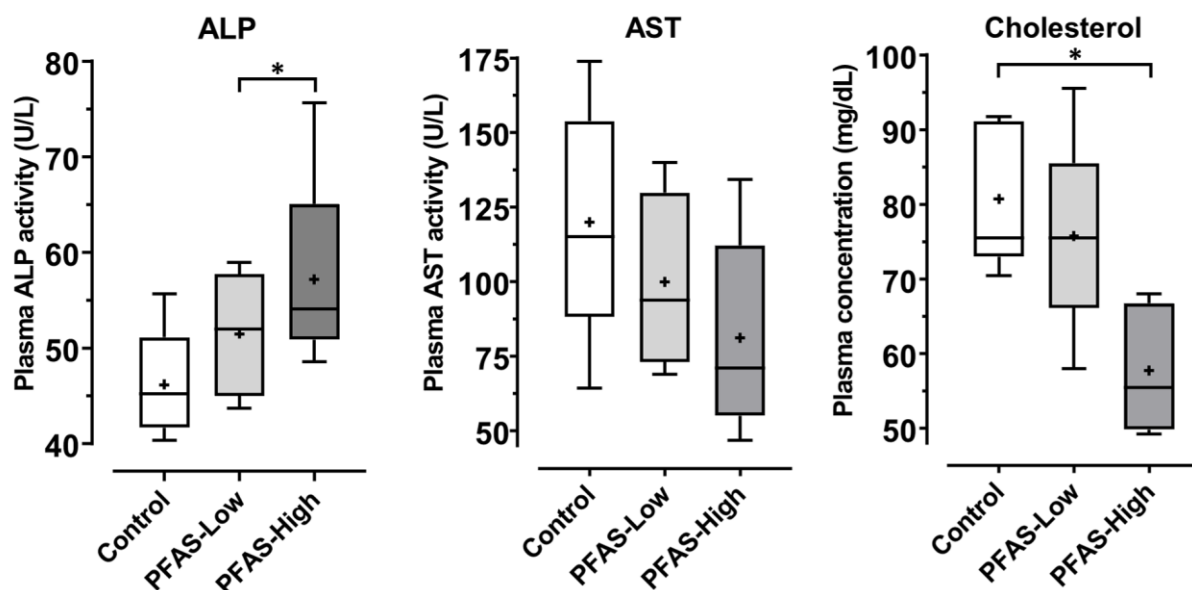 ALP
Plasma ALP activity (U/L)
80
70
60
50
40
*
Control
PFAS-Low
PFAS-High
AST
Plasma AST activity (U/L)
175
150
125
100
75
50
Control
PFAS-Low
PFAS-High
Cholesterol
Plasma concentration (mg/dL)
100
90
80
70
60
50
*
Control
PFAS-Low
PFAS-High